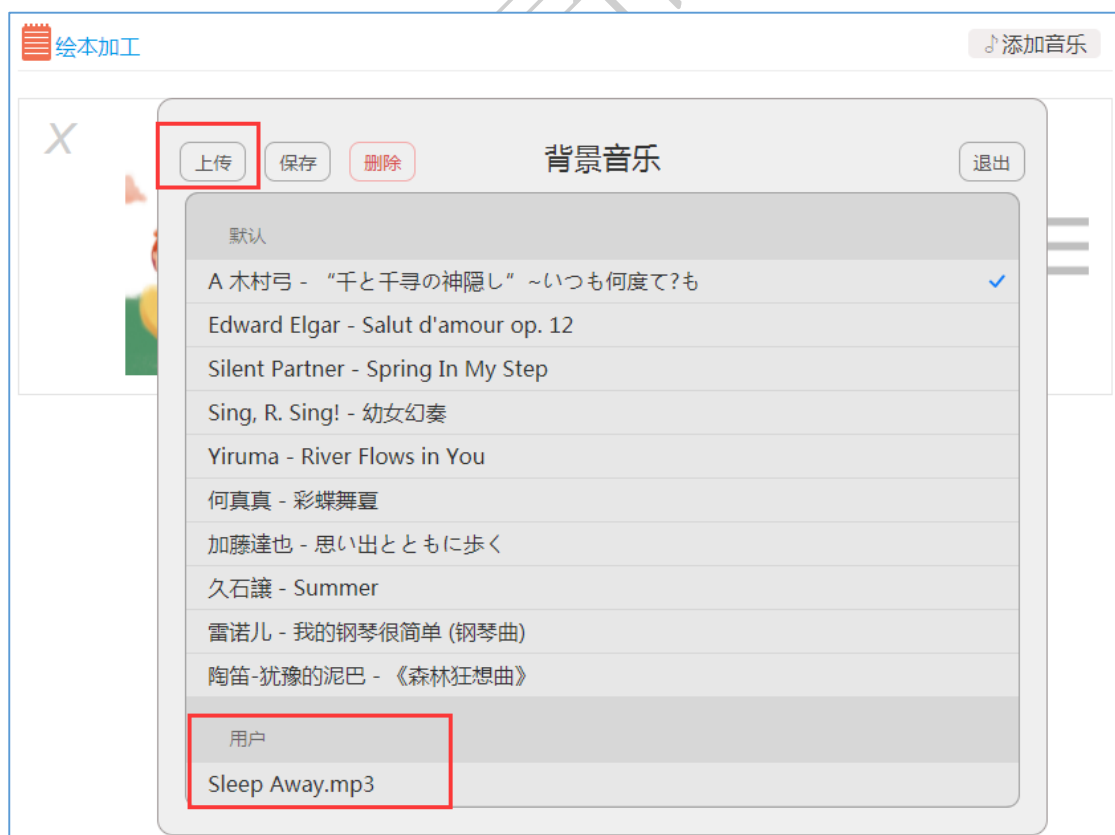 绘本加工
♪添加音乐
X
上传 保存 删除 背景音乐 退出
默认
A 木村弓 - “千と千寻の神隠し”~いつも何度て?も
Edward Elgar - Salut d'amour op. 12
Silent Partner - Spring In My Step
Sing, R. Sing! - 幼女幻奏
Yiruma - River Flows in You
何真真 - 彩蝶舞夏
加藤達也 - 思い出とともに歩く
久石譲 - Summer
雷诺儿 - 我的钢琴很简单 (钢琴曲)
陶笛-犹豫的泥巴 - 《森林狂想曲》
用户
Sleep Away.mp3